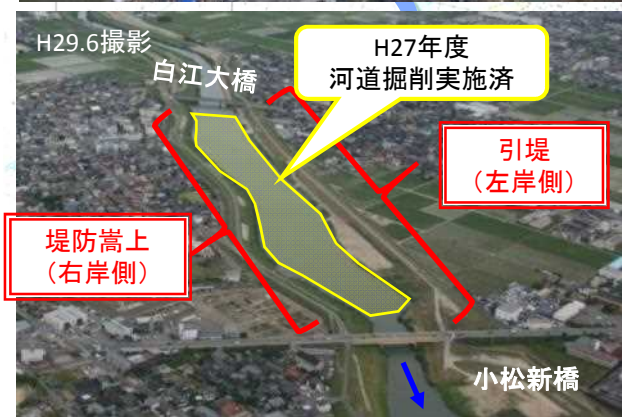 H29.6撮影
白江大橋
H27年度
河道掘削実施済
引堤
（左岸側）
堤防嵩上
（右岸側）
小松新橋